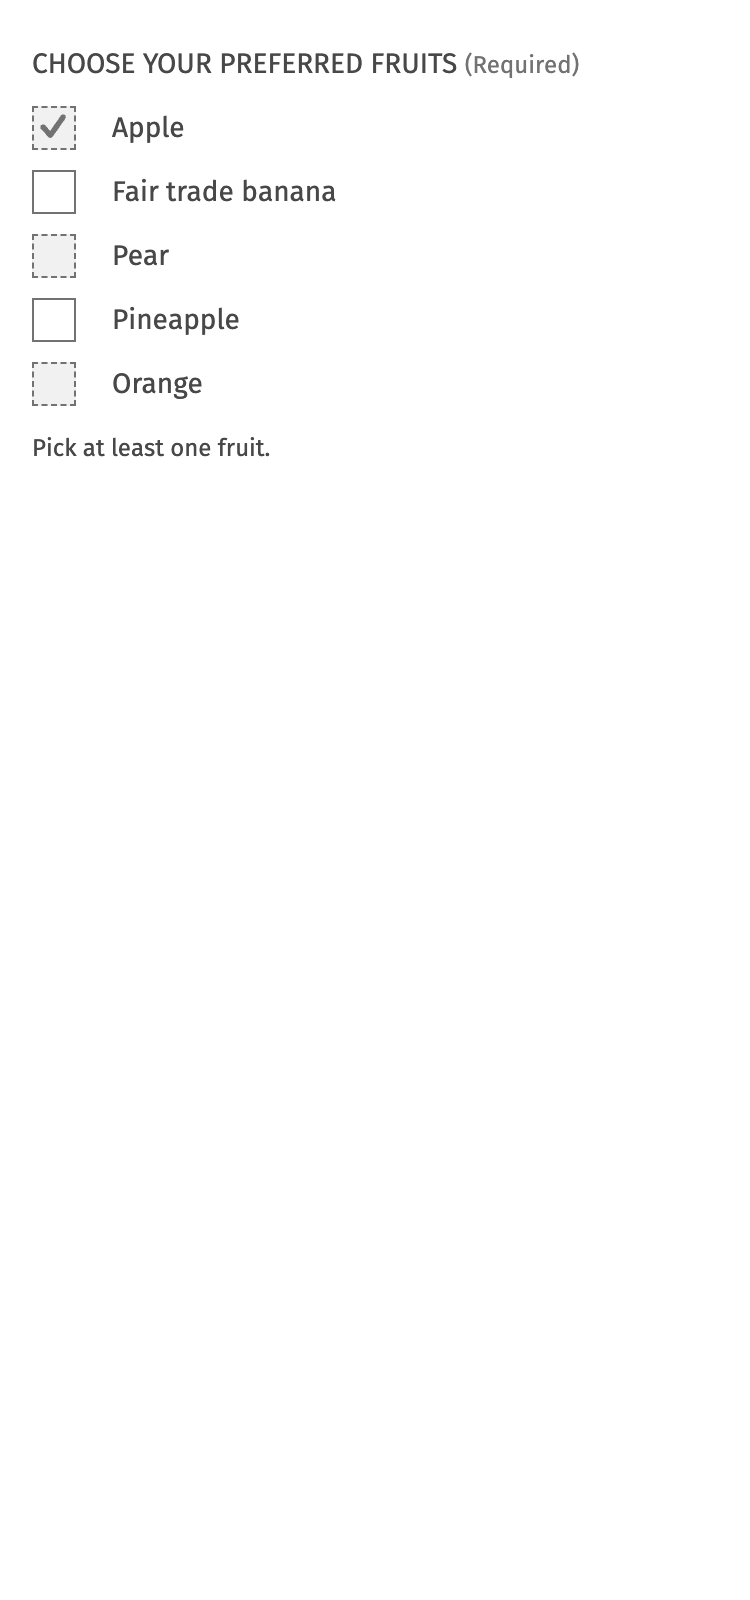 CHOOSE YOUR PREFERRED FRUITS (Required)
Apple
Fair trade banana
Pear
Pineapple
Orange
Pick at least one fruit.